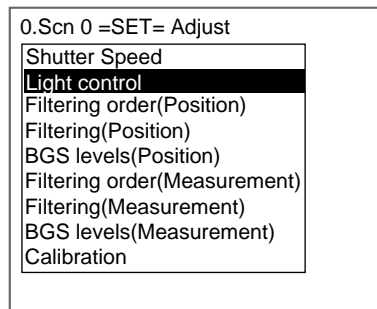 0.Scn 0 =SET= Adjust
Shutter Speed
Light control
Filtering order(Position)
Filtering(Position)
BGS levels(Position)
Filtering order(Measurement)
Filtering(Measurement)
BGS levels(Measurement)
Calibration